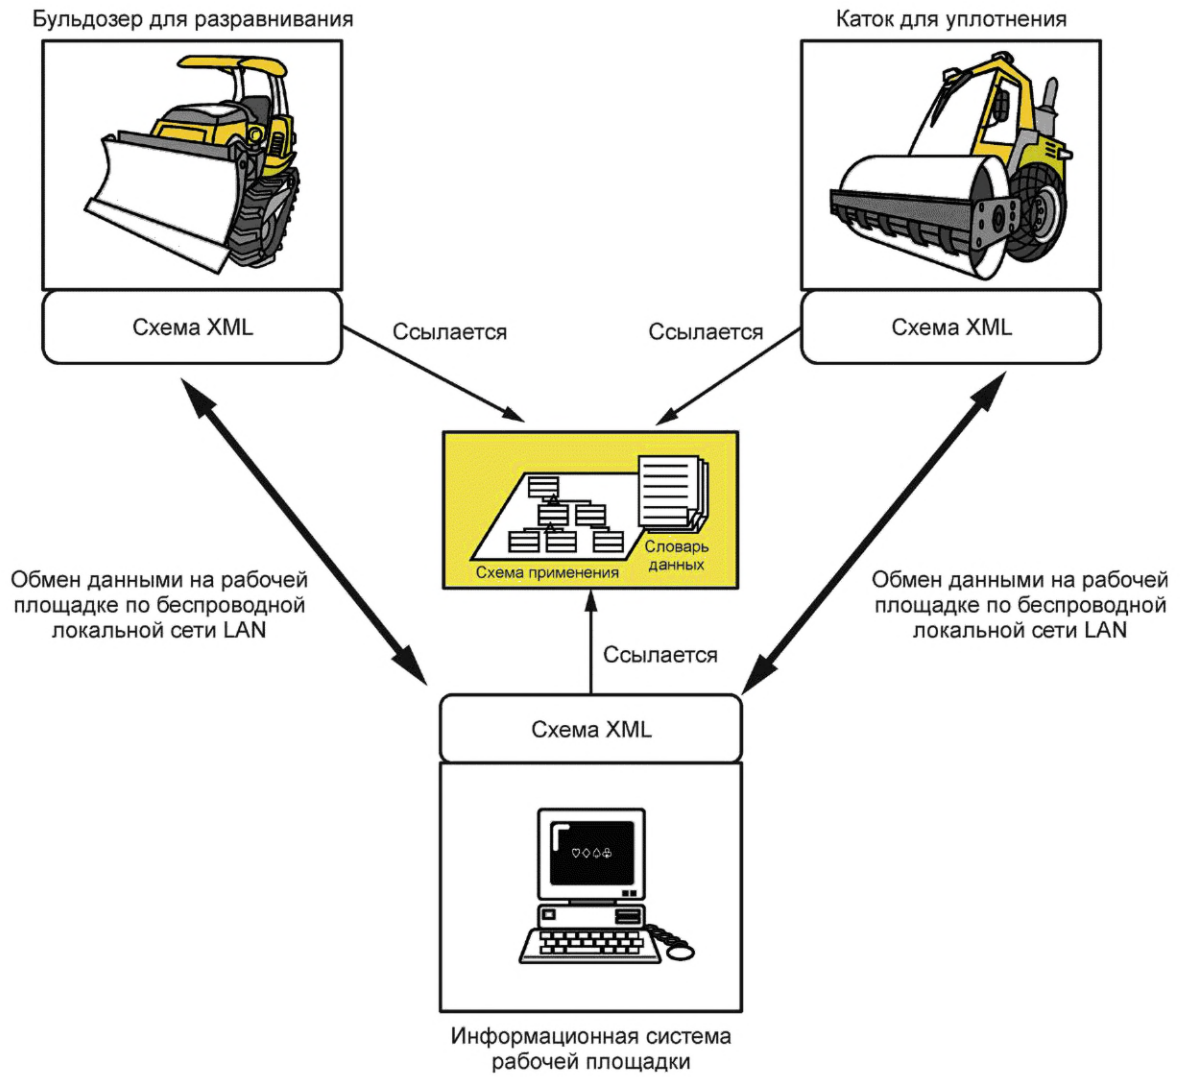 Бульдозер для разравнивания
Каток для уплотнения
Схема XML
Схема XML
Ссылается
Ссылается
Словарь
данных
Схема применения
Обмен данными на рабочей
площадке по беспроводной
локальной сети LAN
Обмен данными на рабочей
площадке по беспроводной
локальной сети LAN
Ссылается
Схема XML
Информационная система
рабочей площадки